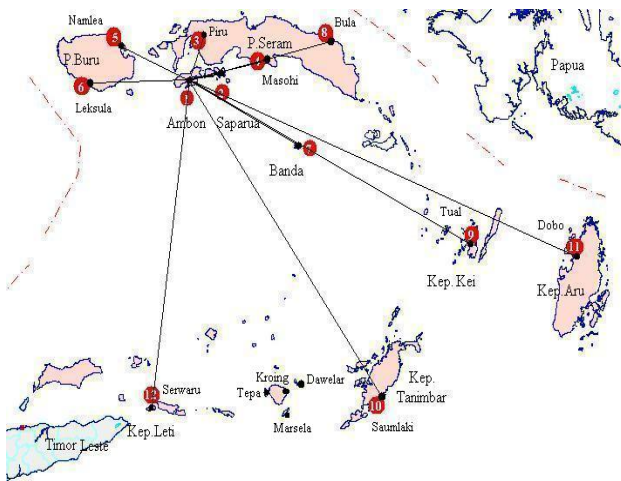 Namlea
5
P.Buru
6
Leksula
3
Piru
P.Seram
4
Masohi
8
Bula
Papua
1
2
Ambon
Saparua
7
Banda
Tual
9
Kep. Kei
Dobo
11
Kep.Aru
Kroing
Dawelar
Tepa
Marsela
Kep.
Tanimbar
10
Saumlaki
12
Serwaru
Kep.Leti
Timor Leste